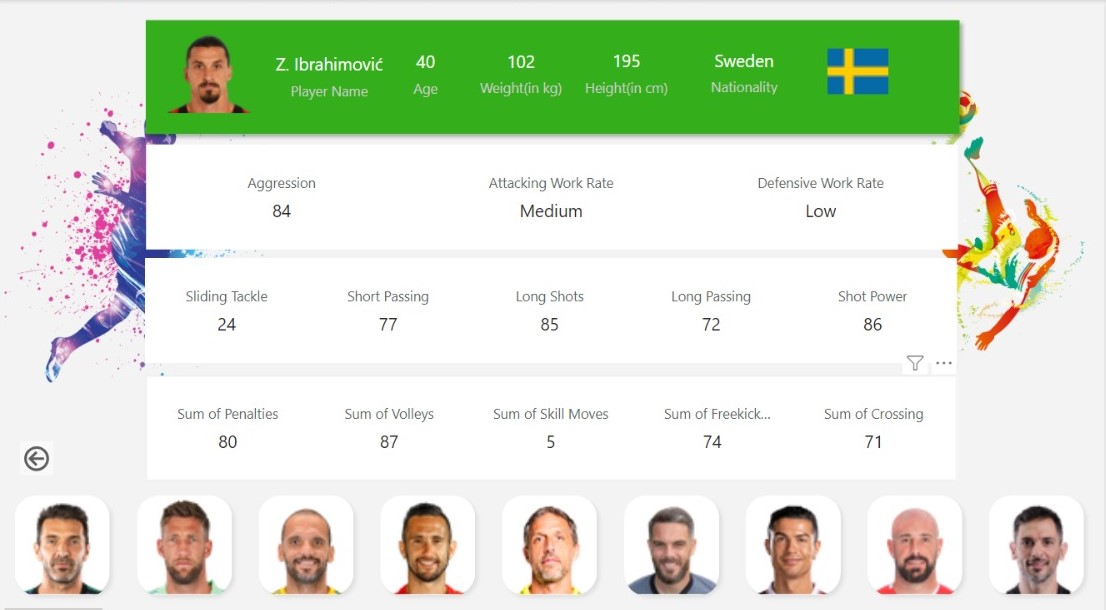 Z. Ibrahimović 40 102 195 Sweden
Player Name Age Weight(in kg) Height(in cm) Nationality
Aggression Attacking Work Rate Defensive Work Rate
84 Medium Low
Sliding Tackle Short Passing Long Shots Long Passing Shot Power
24 77 85 72 86
Sum of Penalties Sum of Volleys Sum of Skill Moves Sum of Freekick... Sum of Crossing
80 87 5 74 71